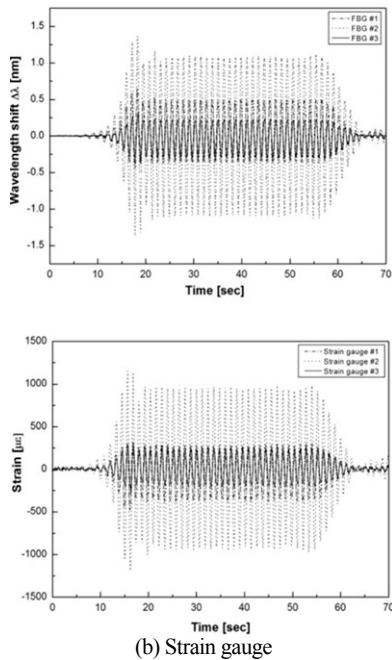 FBG #1
FBG #2
FBG #3
Wavelength shift Δλ [nm]
1.5
1.0
0.5
0.0
-0.5
-1.0
-1.5
0 10 20 30 40 50 60 70
Time [sec]
Strain gauge #1
Strain gauge #2
Strain gauge #3
Strain [με]
1500
1000
500
0
-500
-1000
-1500
0 10 20 30 40 50 60 70
Time [sec]
(b) Strain gauge